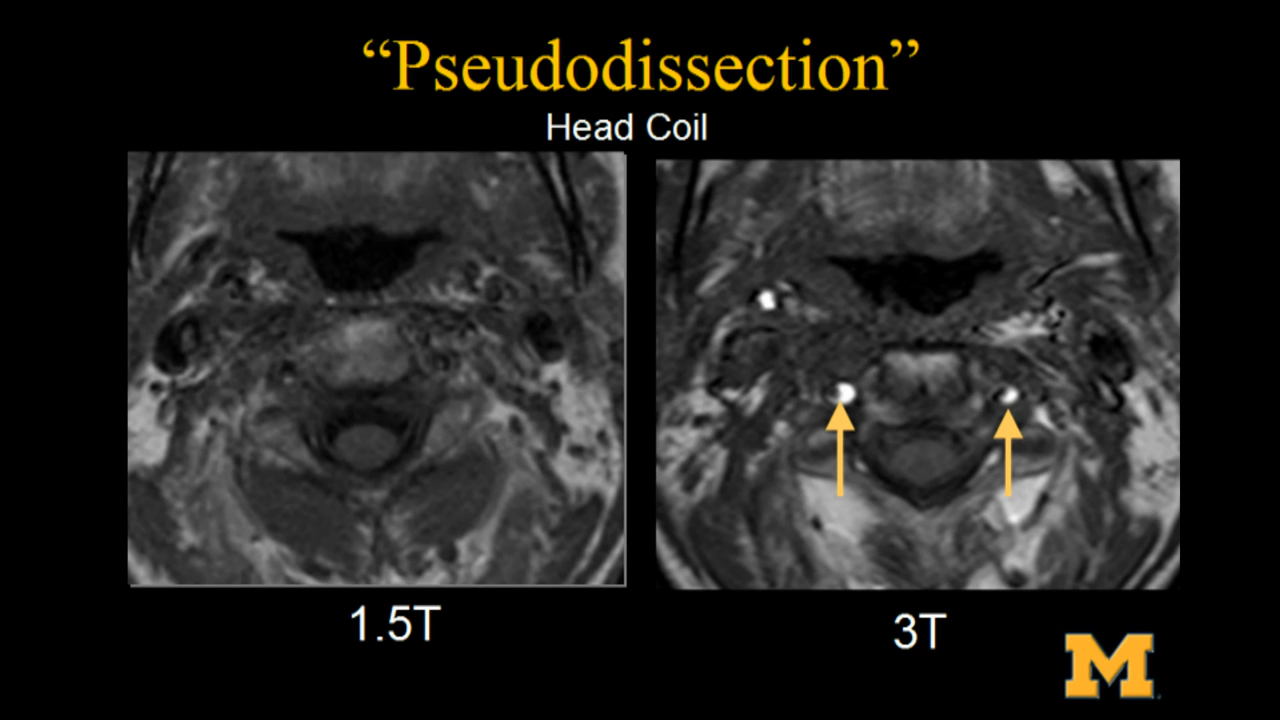 “Pseudodissection”
Head Coil
1.5T
3T
M